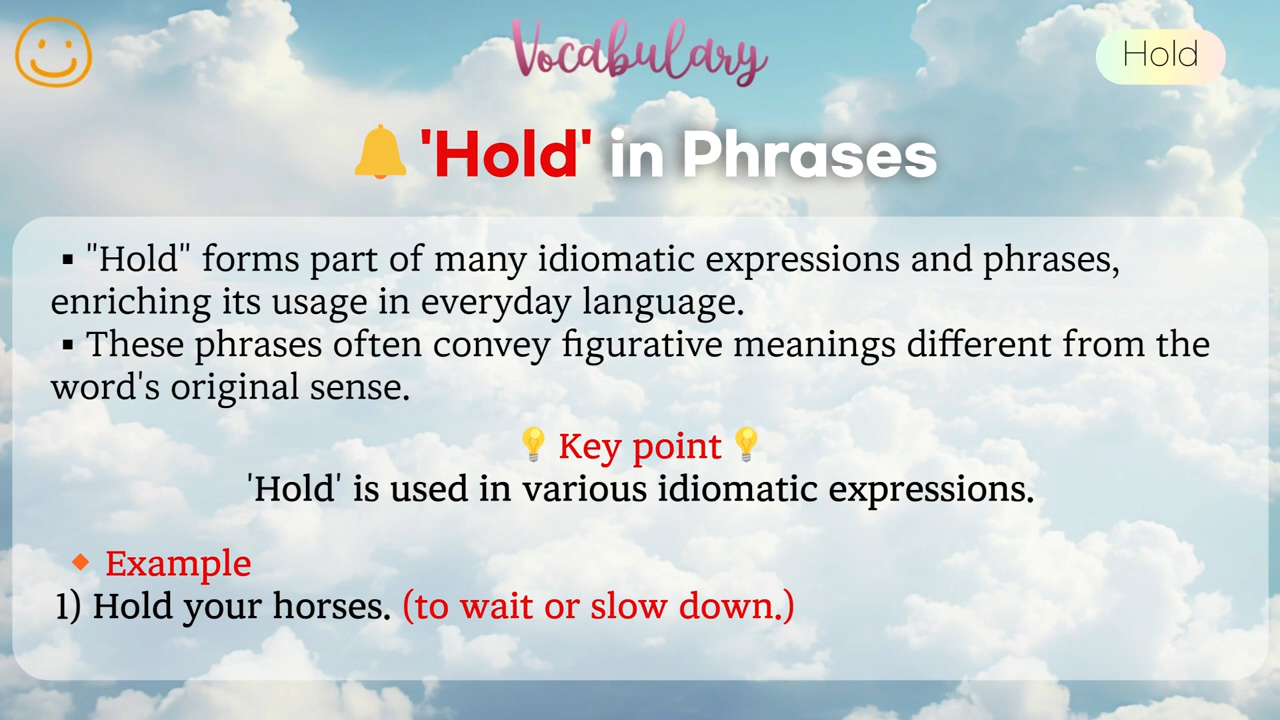 Vocabulary
Hold
'Hold' in Phrases
▪ "Hold" forms part of many idiomatic expressions and phrases,
enriching its usage in everyday language.
▪ These phrases often convey figurative meanings different from the
word's original sense.
💡 Key point 💡
'Hold' is used in various idiomatic expressions.
🔸 Example
1) Hold your horses. (to wait or slow down.)